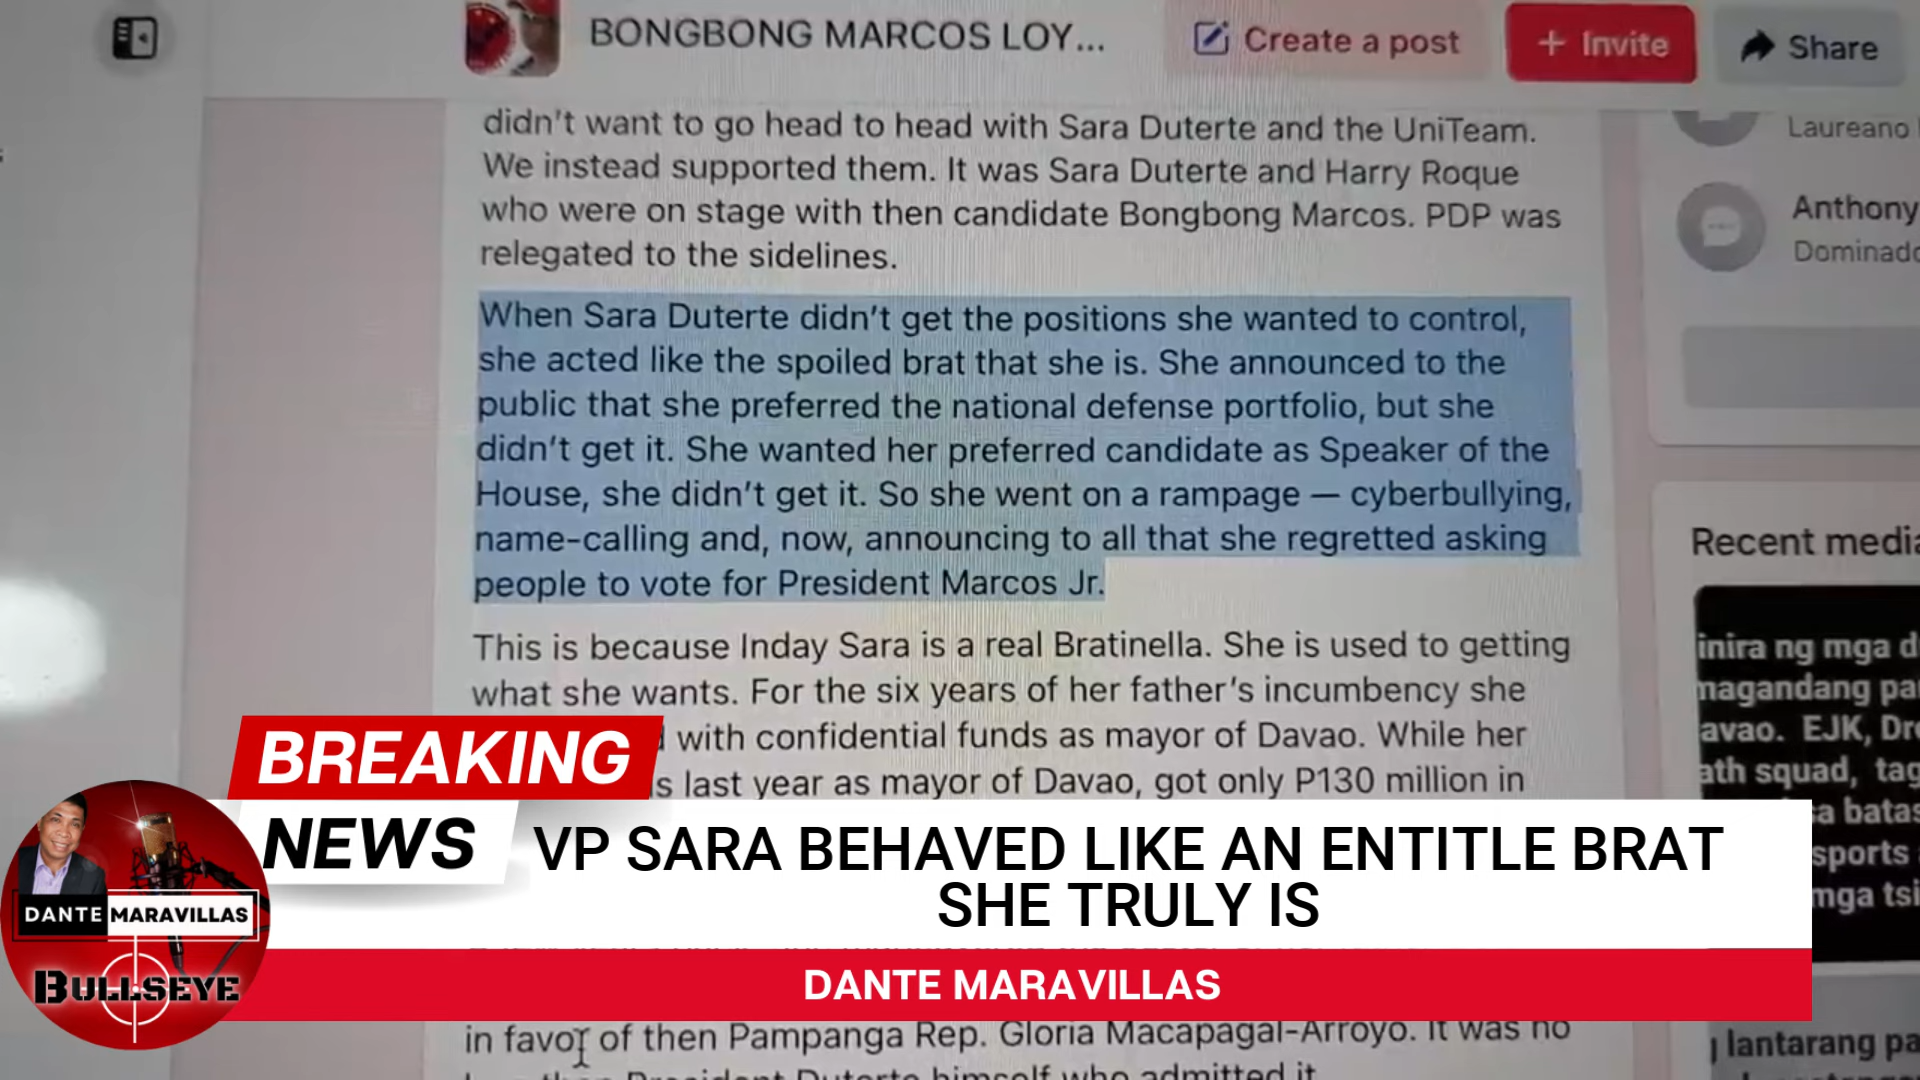 BONGBONG MARCOS LOY...
Create a post
+ Invite
Share
didn't want to go head to head with Sara Duterte and the UniTeam.
We instead supported them. It was Sara Duterte and Harry Roque
who were on stage with then candidate Bongbong Marcos. PDP was
relegated to the sidelines.
When Sara Duterte didn't get the positions she wanted to control,
she acted like the spoiled brat that she is. She announced to the
public that she preferred the national defense portfolio, but she
didn't get it. She wanted her preferred candidate as Speaker of the
House, she didn't get it. So she went on a rampage — cyberbullying,
name-calling and, now, announcing to all that she regretted asking
people to vote for President Marcos Jr.
This is because Inday Sara is a real Bratinella. She is used to getting
what she wants. For the six years of her father's incumbency she
with confidential funds as mayor of Davao. While her
last year as mayor of Davao, got only P130 million in
in favor of then Pampanga Rep. Gloria Macapagal-Arroyo. It was no
President Duterte himself who admitted it
Laureano
Anthony
Dominado
Recent media
inira ng mga d
magandang pa
avao. EJK, Dr
ath squad, tag
a batas
sports
mga tsi
lantarang pa
BREAKING
NEWS
VP SARA BEHAVED LIKE AN ENTITLE BRAT
SHE TRULY IS
DANTE MARAVILLAS
DANTE MARAVILLAS
BULLSEYE